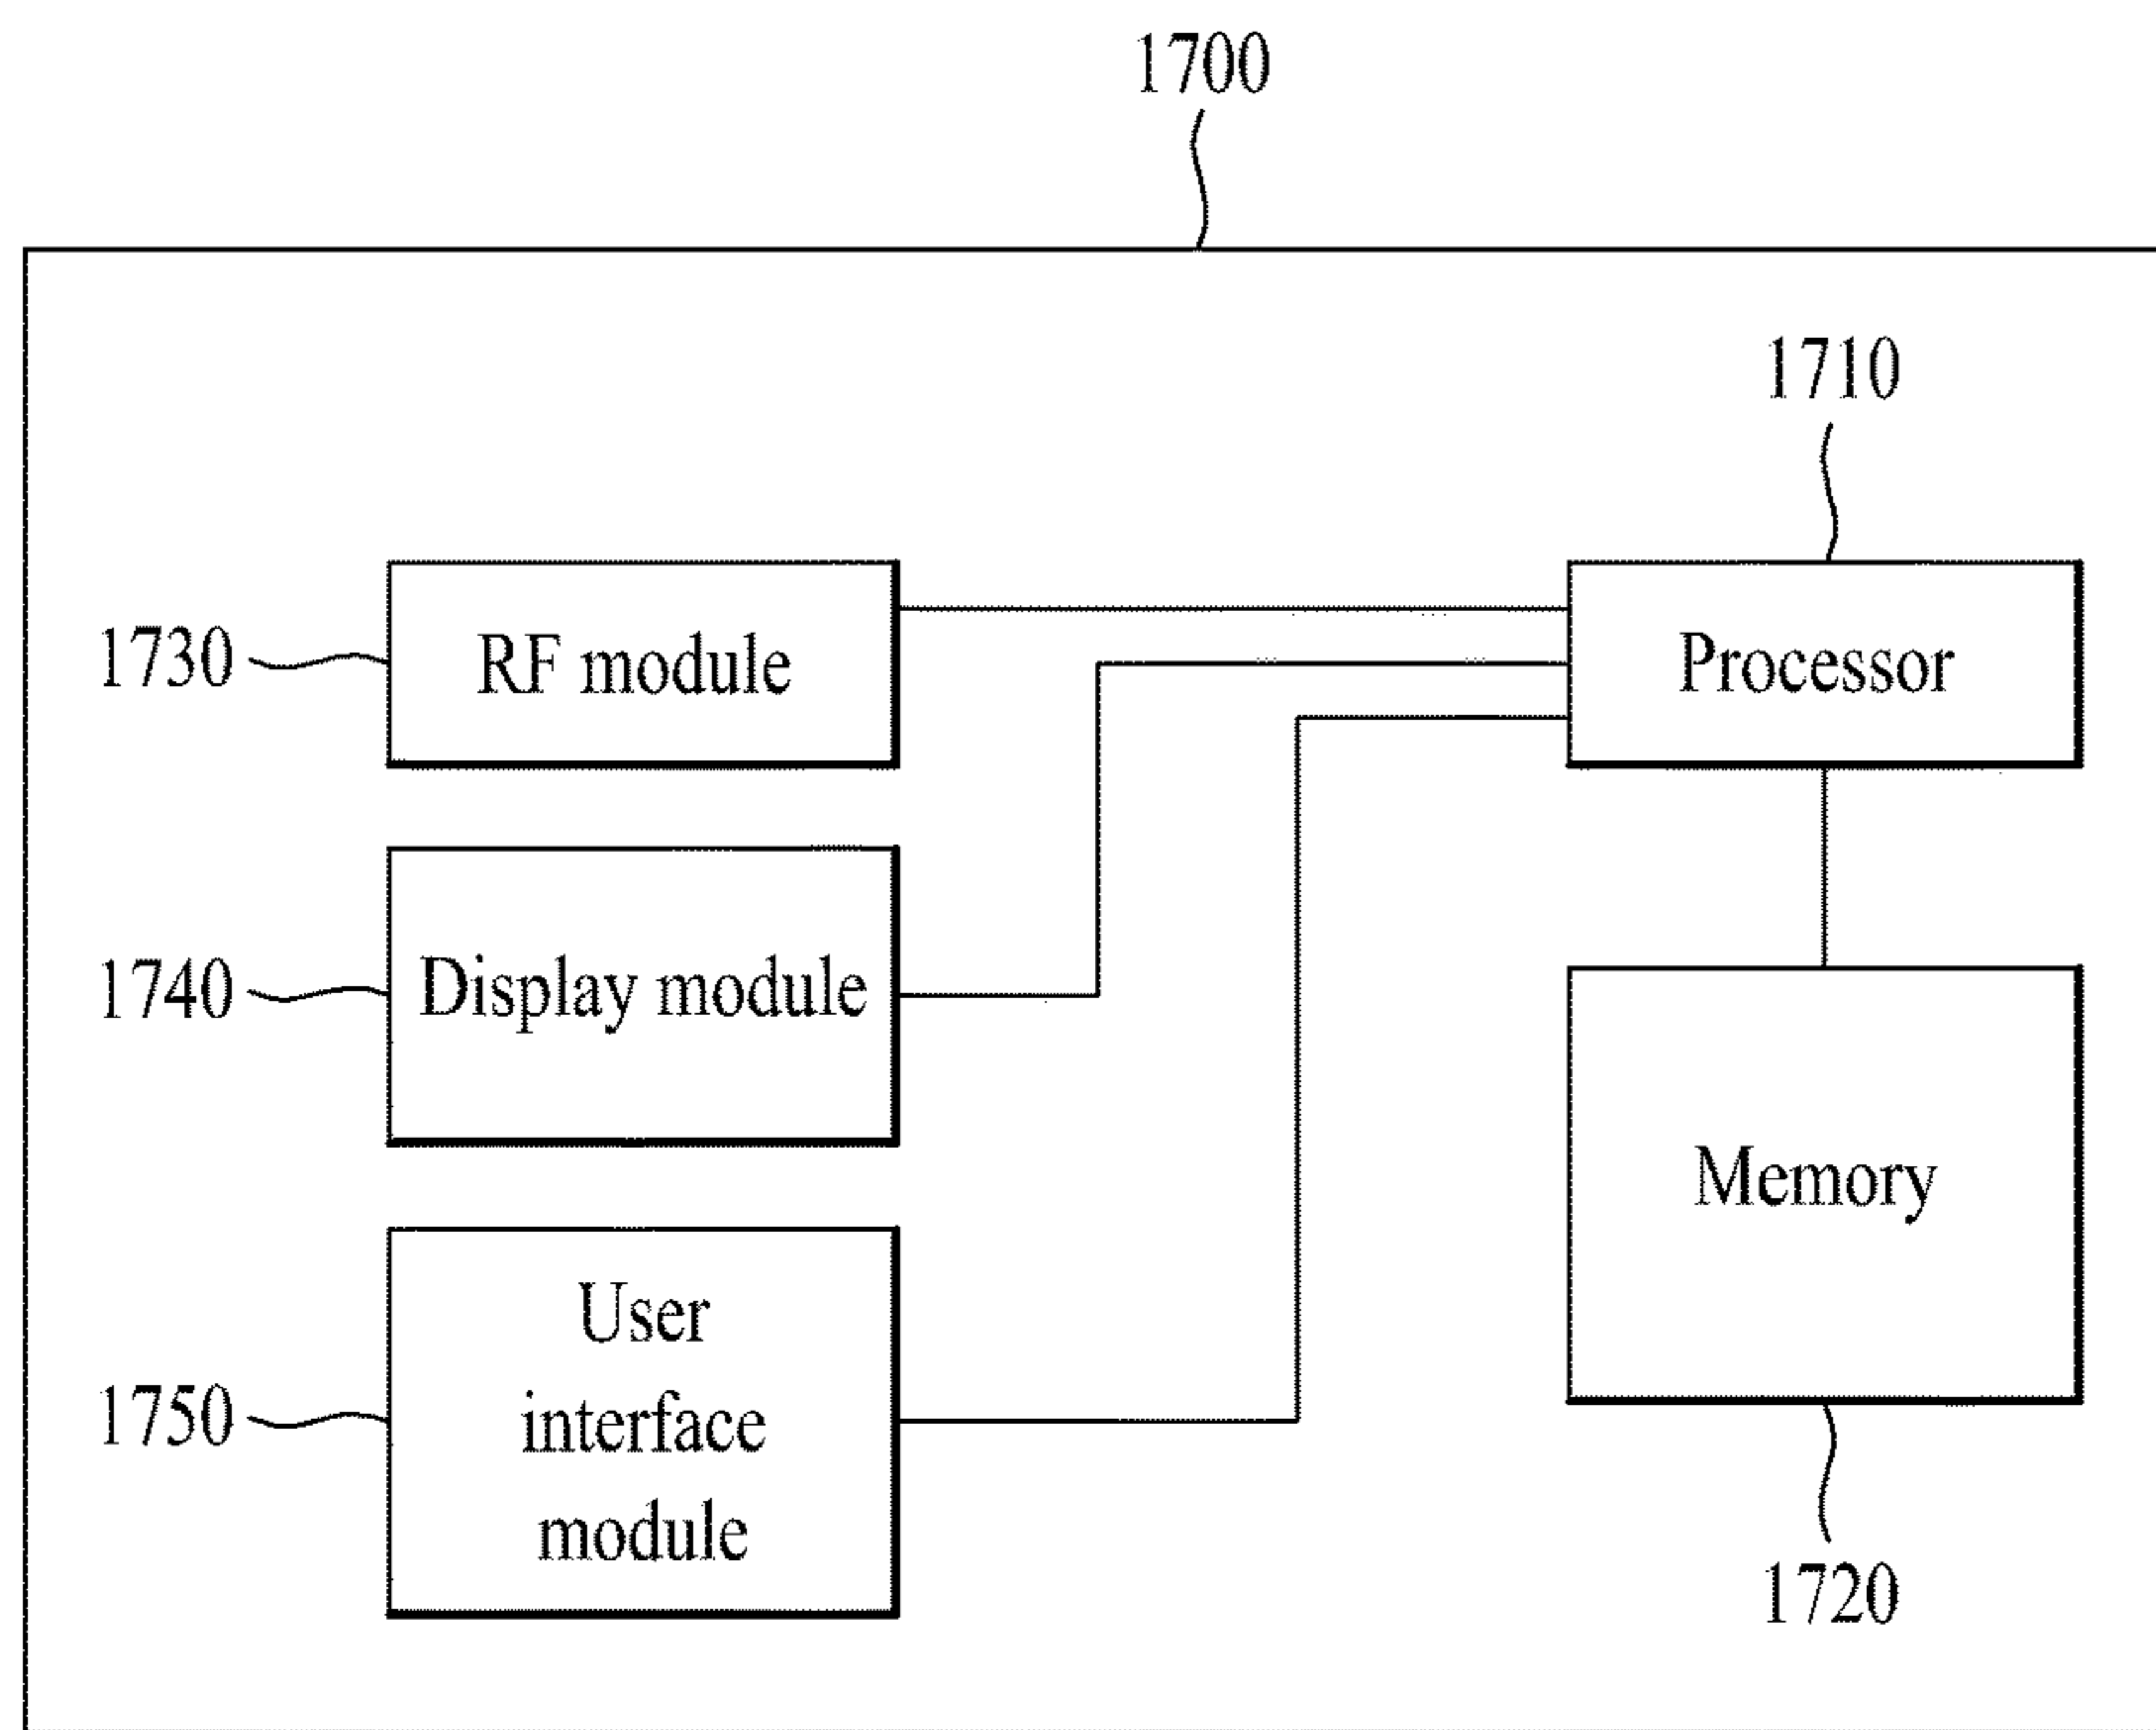 1700
1710
1730
RF module
Processor
1740
Display module
Memory
1750
User
interface
module
1720